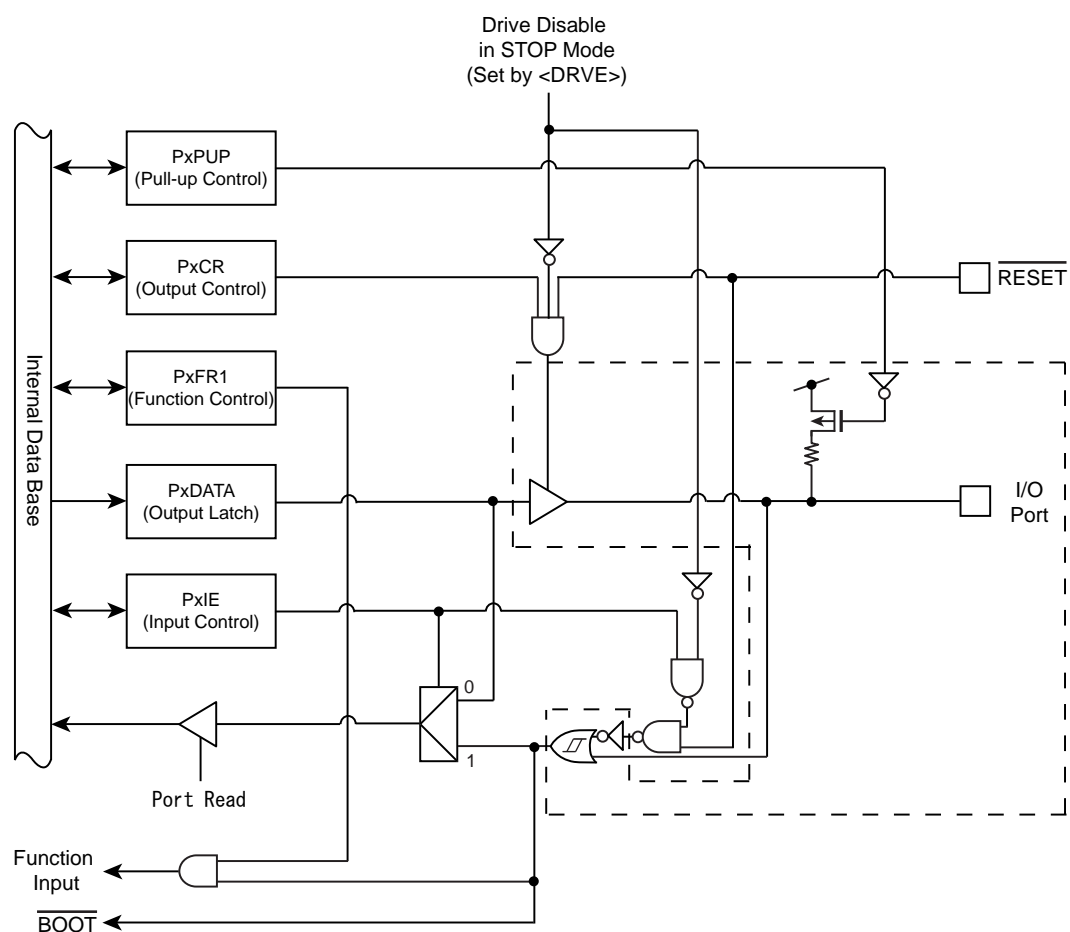 Drive Disable
in STOP Mode
(Set by <DRVE>)
PxPUP
(Pull-up Control)
PxCR
(Output Control)
RESET
Internal Data Base
PxFR1
(Function Control)
PxDATA
(Output Latch)
I/O
Port
PxIE
(Input Control)
0
1
Port Read
Function
Input
BOOT